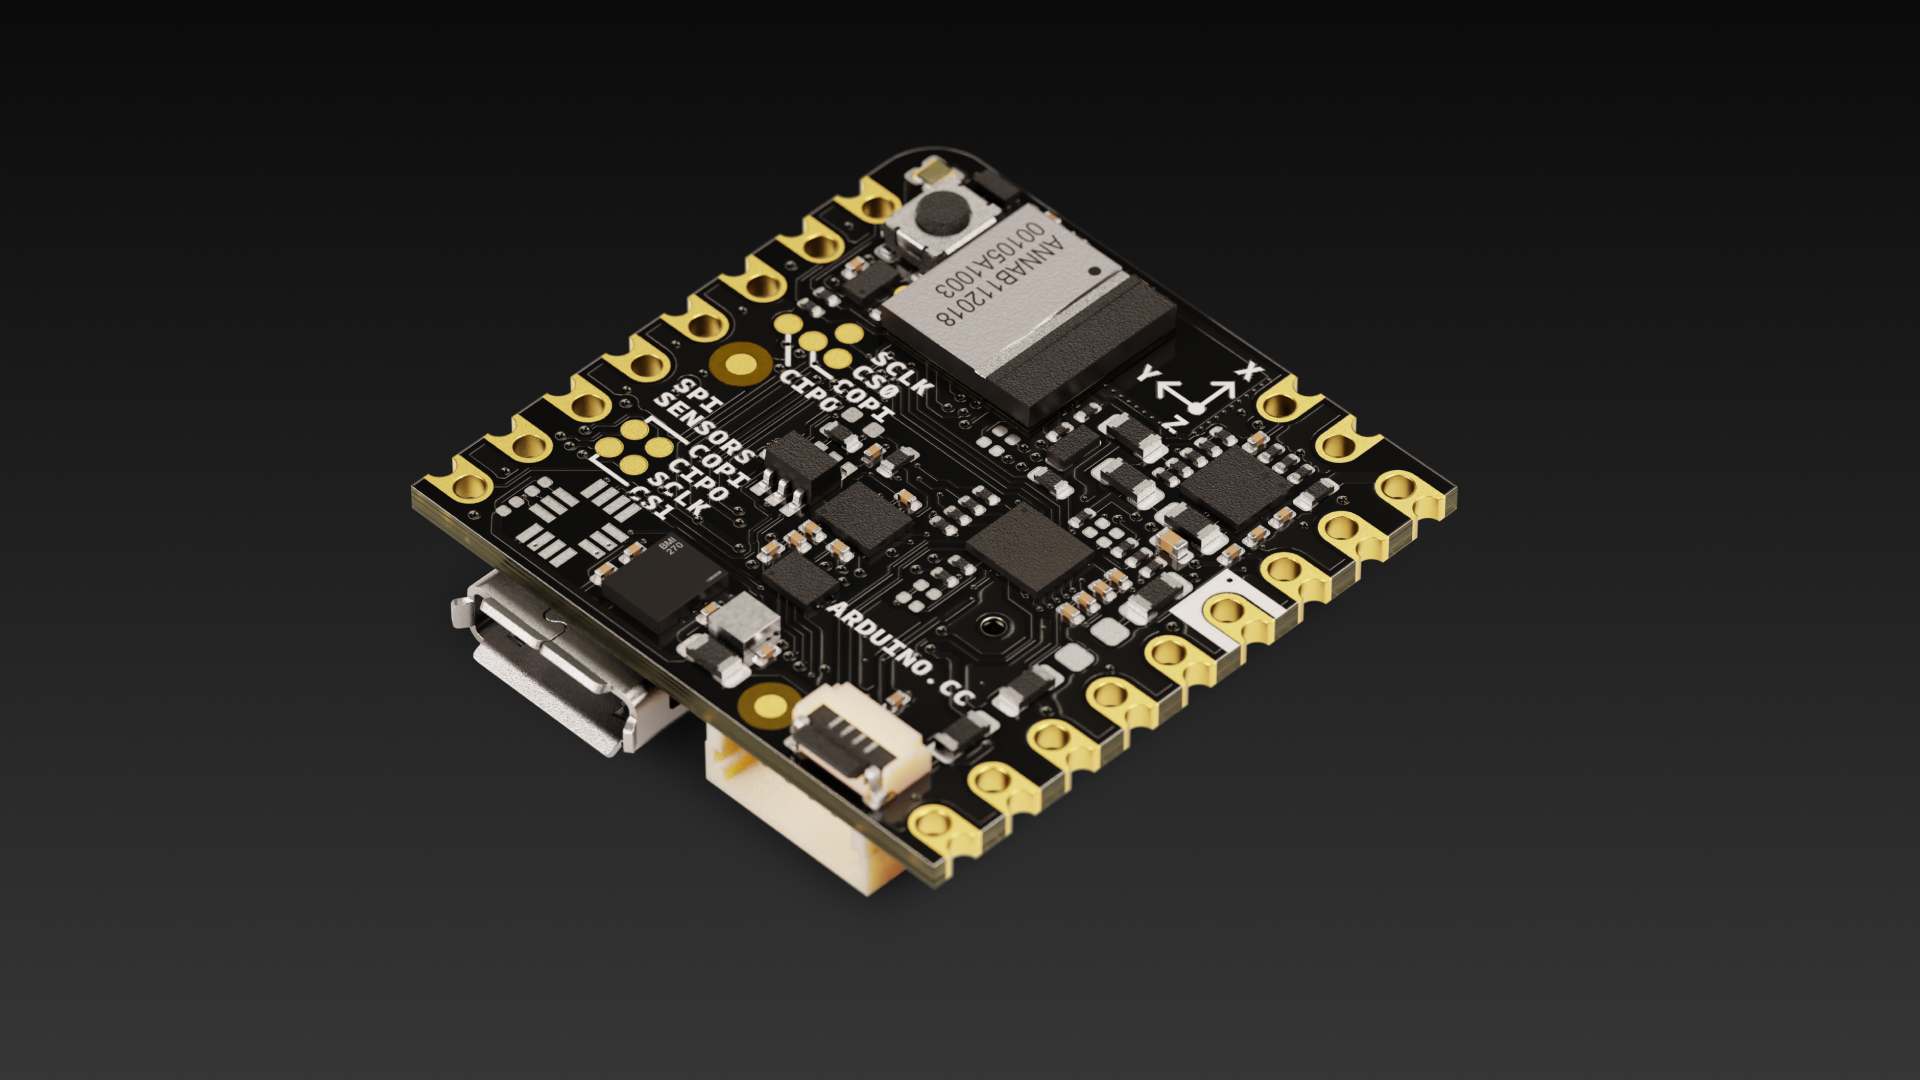 ANNAB112018
00105A1003
SCLK
CS0
COPI
CIPO
X
Y
Z
SPI
SENSORS
COPI
CIPO
SCLK
CS1
BMI
270
ARDUINO.CC